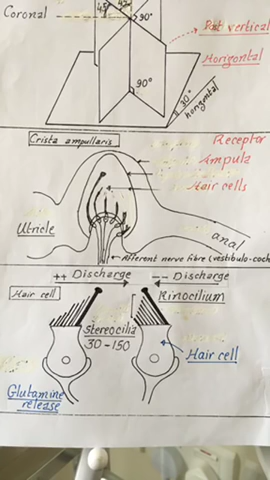 Coronal
45
45
90°
Post vertical
Horizontal
90°
30°
horizontal
Crista ampullaris
Receptor
Ampula
Hair cells
Utricle
anal
Afferent nerve fibre (vestibulo-coch
++ Discharge
-- Discharge
Hair cell
Kinocilium
Stereocilia
30-150
Hair cell
Glutamine
release